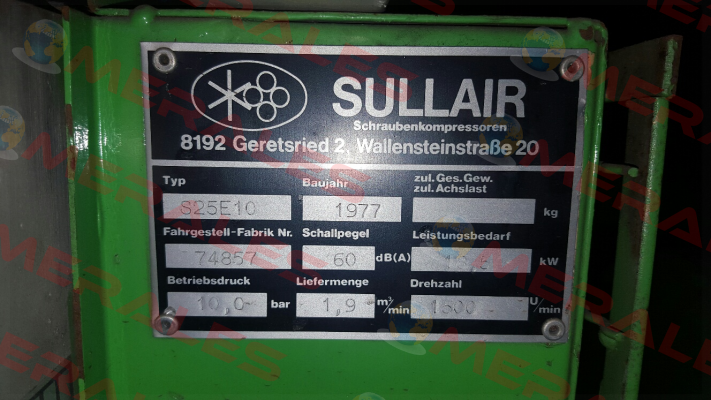 SULLAIR
Schraubenkompressoren
8192 Geretsried 2, Wallensteinstraße 20
Typ S25E10
Baujahr 1977
zul. Ges. Gew.
zul. Achslast kg
Fahrgestell-Fabrik Nr. 74857
Schallpegel 60 dB(A)
Leistungsbedarf kW
Betriebsdruck 10,0 bar
Liefermenge 1,9 m³/min
Drehzahl U/min
MERALES